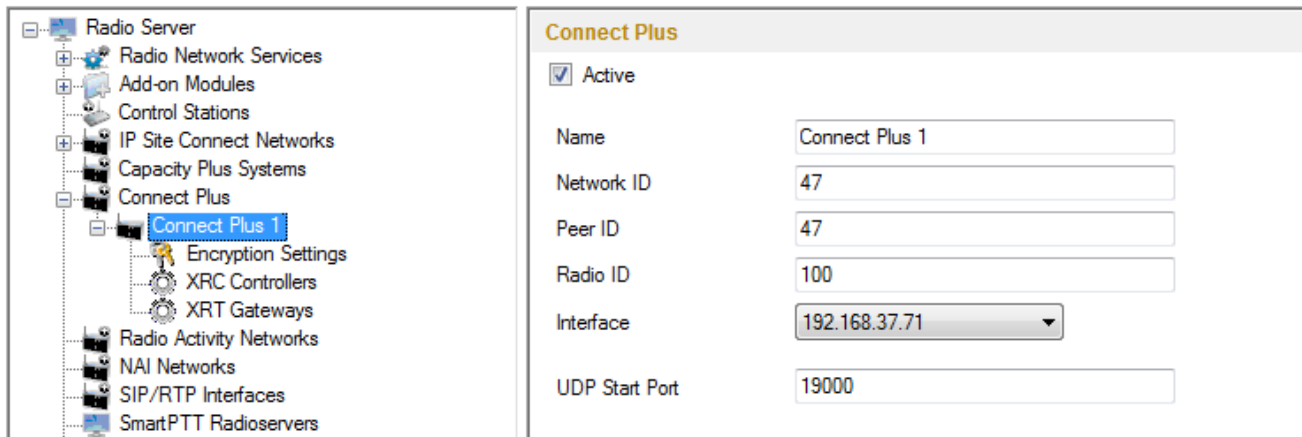 Radio Server
Radio Network Services
Add-on Modules
Control Stations
IP Site Connect Networks
Capacity Plus Systems
Connect Plus
Connect Plus 1
Encryption Settings
XRC Controllers
XRT Gateways
Radio Activity Networks
NAI Networks
SIP/RTP Interfaces
SmartPTT Radioservers
Connect Plus
Active
Name Connect Plus 1
Network ID 47
Peer ID 47
Radio ID 100
Interface 192.168.37.71
UDP Start Port 19000